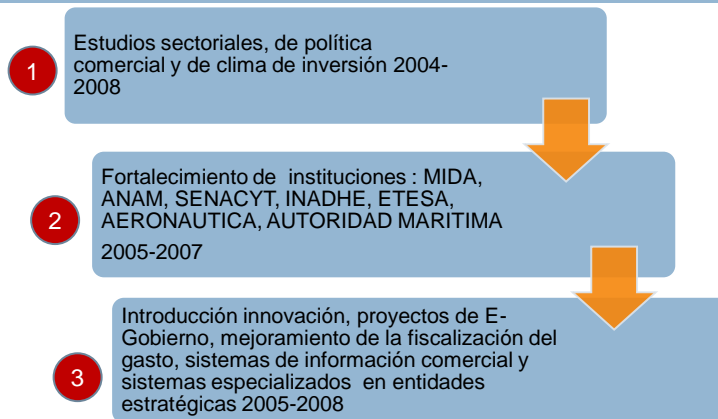 1
Estudios sectoriales, de política
comercial y de clima de inversión 2004-
2008
2
Fortalecimiento de instituciones : MIDA,
ANAM, SENACYT, INADHE, ETESA,
AERONAUTICA, AUTORIDAD MARITIMA
2005-2007
3
Introducción innovación, proyectos de E-
Gobierno, mejoramiento de la fiscalización del
gasto, sistemas de información comercial y
sistemas especializados en entidades
estratégicas 2005-2008